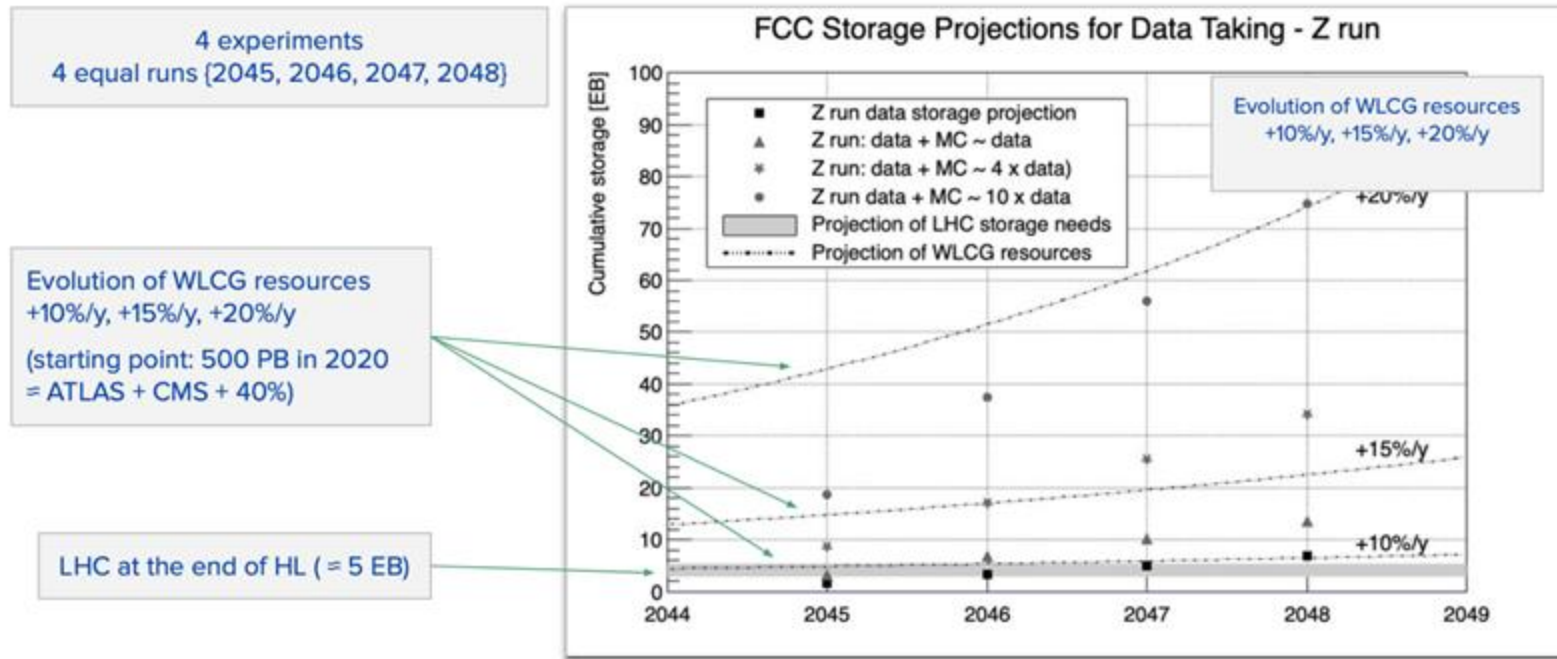 4 experiments
4 equal runs {2045, 2046, 2047, 2048}
Evolution of WLCG resources
+10%/y, +15%/y, +20%/y
(starting point: 500 PB in 2020
≈ ATLAS + CMS + 40%)
LHC at the end of HL ( ≈ 5 EB)
FCC Storage Projections for Data Taking - Z run
Evolution of WLCG resources
+10%/y, +15%/y, +20%/y
Z run data storage projection
Z run: data + MC ~ data
Z run: data + MC ~ 4 x data)
Z run data + MC ~ 10 x data
Projection of LHC storage needs
Projection of WLCG resources
Cumulative storage [EB]
100
90
80
70
60
50
40
30
20
10
0
+20%/y
+15%/y
+10%/y
2044 2045 2046 2047 2048 2049